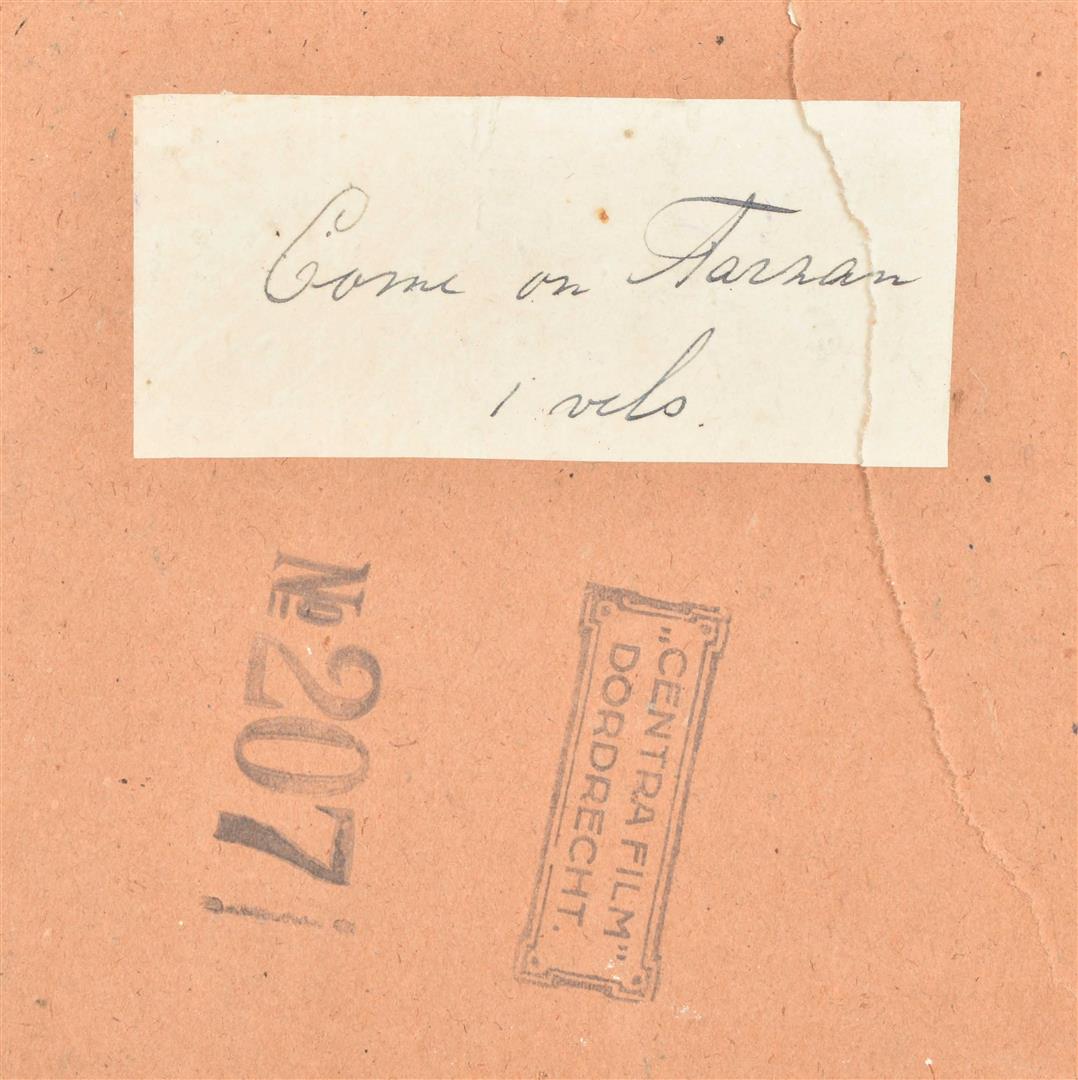 Come on Tarzan
1 vels.
№ 207
„CENTRA FILM"
DORDRECHT.